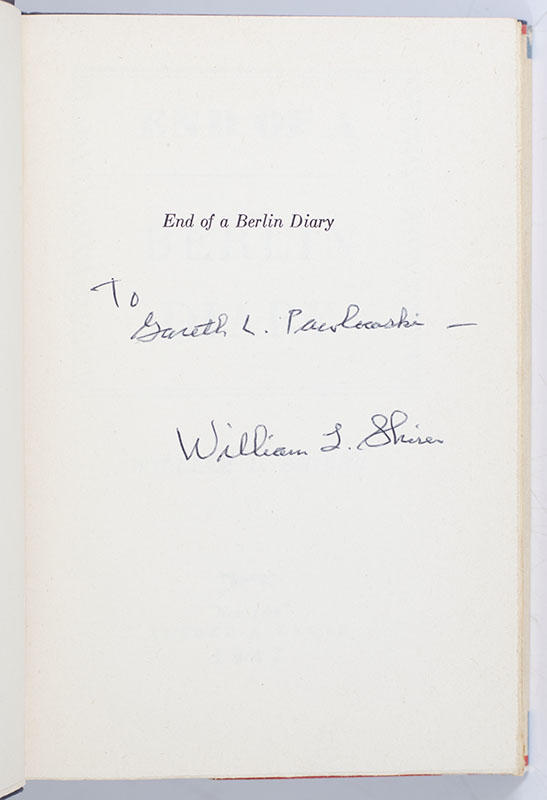 End of a Berlin Diary
To
Gareth L. Pawlowski —
William L. Shirer